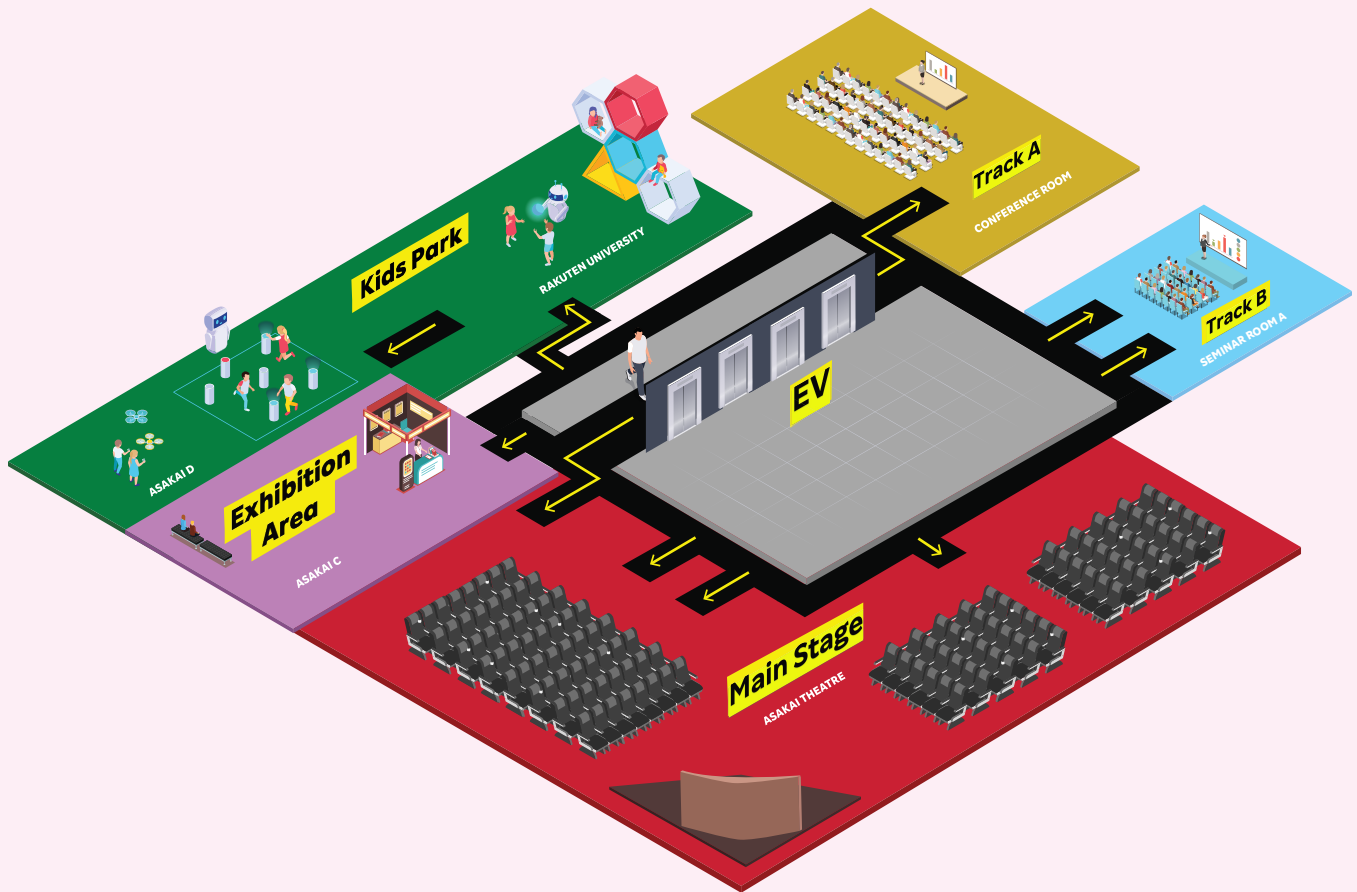 Track A
CONFERENCE ROOM
Kids Park
RAKUTEN UNIVERSITY
Track B
SEMINAR ROOM A
EV
Exhibition
Area
ASAKAI D
ASAKAI C
Main Stage
ASAKAI THEATRE